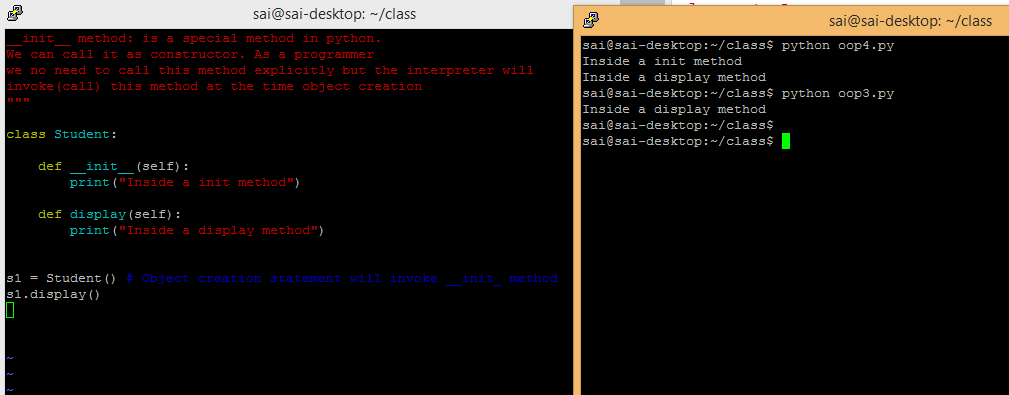 sai@sai-desktop: ~/class
__init__ method: is a special method in python.
We can call it as constructor. As a programmer
we no need to call this method explicitly but the interpreter will
invoke(call) this method at the time object creation
"""
class Student:
    def __init__(self):
        print("Inside a init method")
    def display(self):
        print("Inside a display method")
s1 = Student() # Object creation statement will invoke __init_ method
s1.display()
~
~
~
sai@sai-desktop: ~/class
sai@sai-desktop:~/class$ python oop4.py
Inside a init method
Inside a display method
sai@sai-desktop:~/class$ python oop3.py
Inside a display method
sai@sai-desktop:~/class$
sai@sai-desktop:~/class$